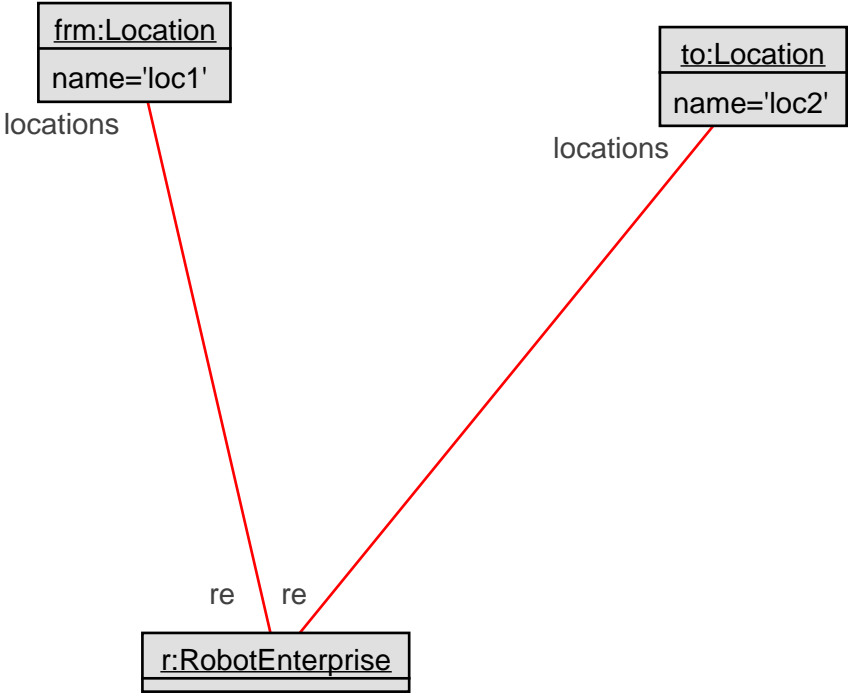 frm:Location
name='loc1'
locations
to:Location
name='loc2'
locations
re
re
r:RobotEnterprise